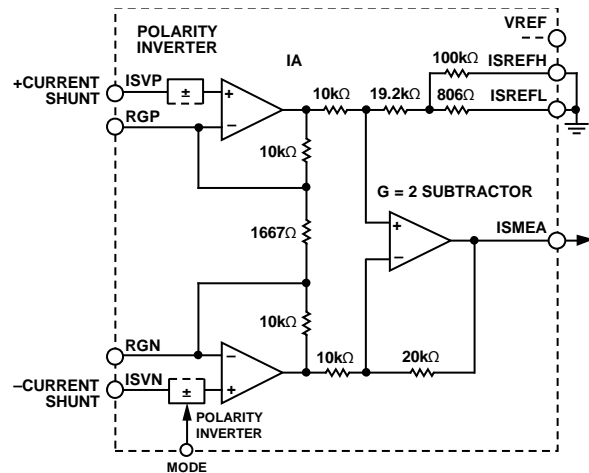 POLARITY
INVERTER
VREF
IA
ISVP
±
+CURRENT
SHUNT
RGP
+
−
10kΩ
19.2kΩ
100kΩ
ISREFH
806Ω
ISREFL
10kΩ
G = 2 SUBTRACTOR
1667Ω
+
−
ISMEA
10kΩ
RGN
−
+
10kΩ
20kΩ
ISVN
−CURRENT
SHUNT
±
POLARITY
INVERTER
MODE